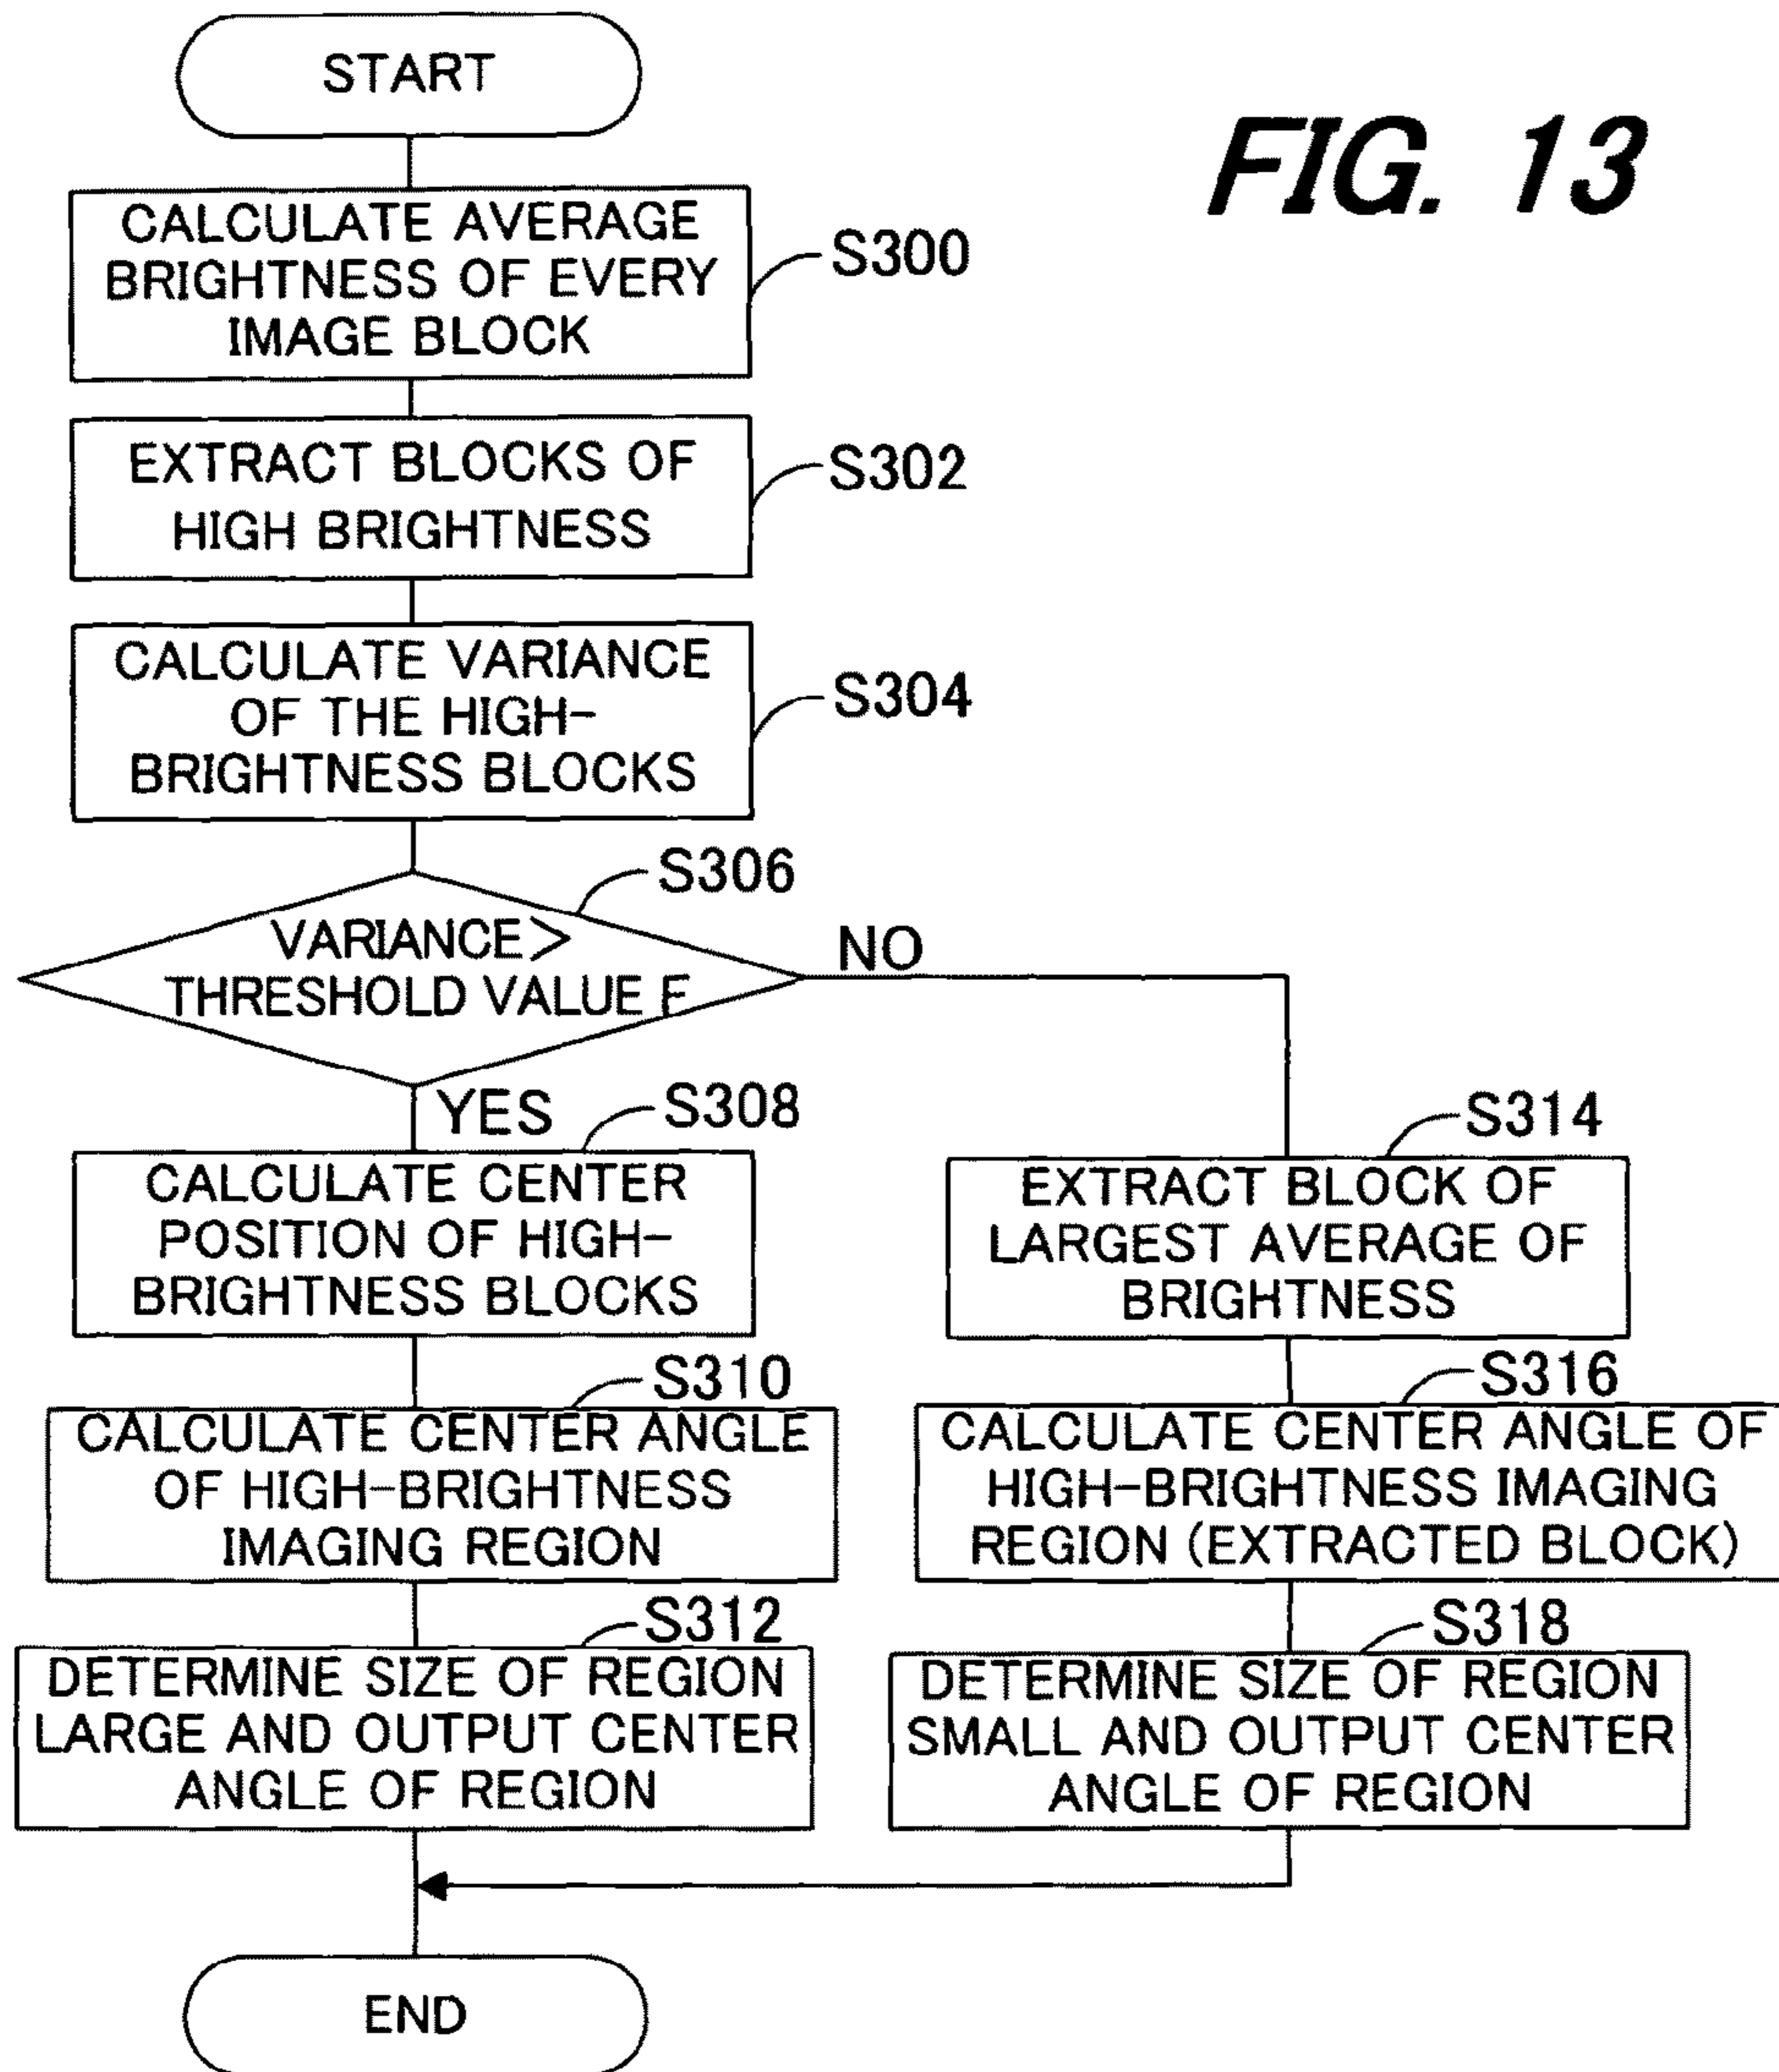 START
FIG. 13
CALCULATE AVERAGE
BRIGHTNESS OF EVERY
IMAGE BLOCK
S300
EXTRACT BLOCKS OF
HIGH BRIGHTNESS
S302
CALCULATE VARIANCE
OF THE HIGH-
BRIGHTNESS BLOCKS
S304
S306
VARIANCE>
THRESHOLD VALUE F
NO
YES
S308
CALCULATE CENTER
POSITION OF HIGH-
BRIGHTNESS BLOCKS
S310
CALCULATE CENTER ANGLE
OF HIGH-BRIGHTNESS
IMAGING REGION
S312
DETERMINE SIZE OF REGION
LARGE AND OUTPUT CENTER
ANGLE OF REGION
S314
EXTRACT BLOCK OF
LARGEST AVERAGE OF
BRIGHTNESS
S316
CALCULATE CENTER ANGLE OF
HIGH-BRIGHTNESS IMAGING
REGION (EXTRACTED BLOCK)
S318
DETERMINE SIZE OF REGION
SMALL AND OUTPUT CENTER
ANGLE OF REGION
END